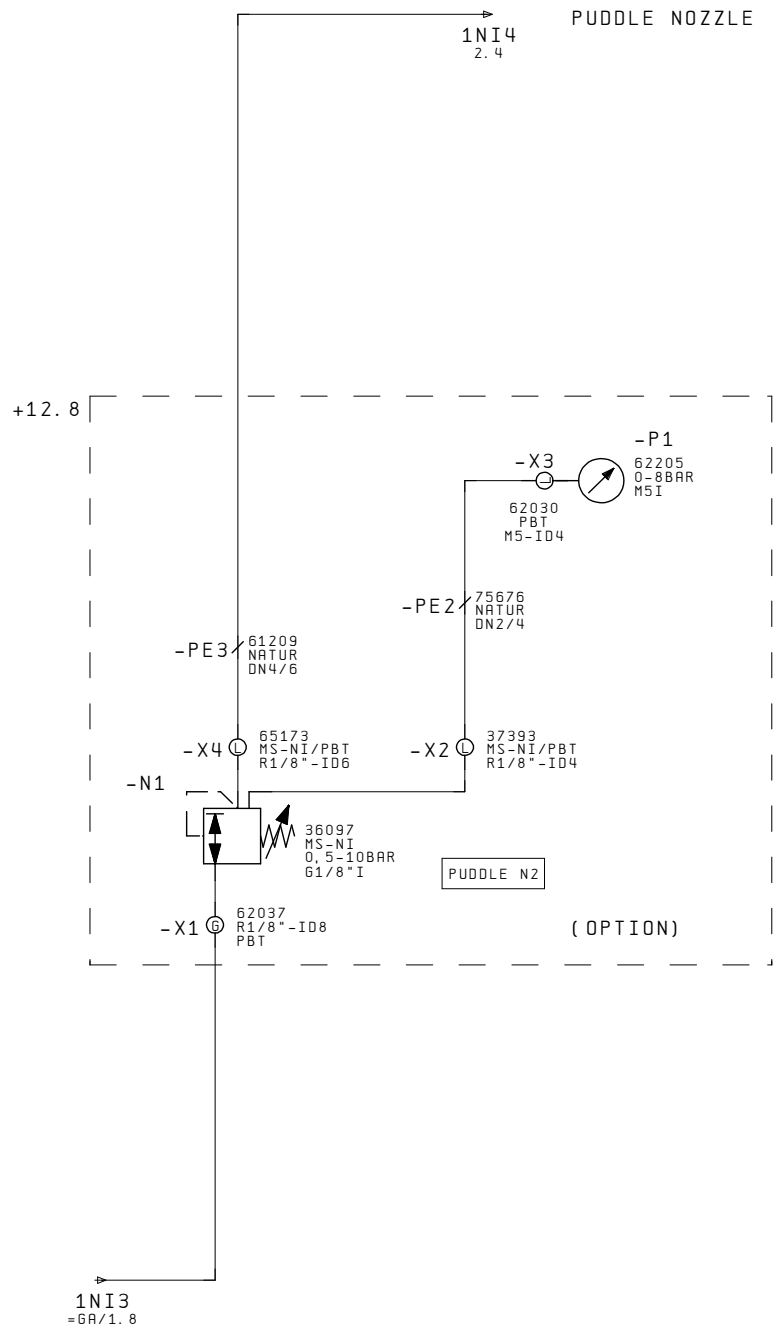 PUDDLE NOZZLE
1NI4
2.4
+12.8
-P1
62205
0-8BAR
M5I
-X3
62030
PBT
M5-ID4
-PE2
75676
NATUR
DN2/4
-PE3
61209
NATUR
DN4/6
-X4
L
65173
MS-NI/PBT
R1/8"-ID6
-X2
L
37393
MS-NI/PBT
R1/8"-ID4
-N1
36097
MS-NI
0,5-10BAR
G1/8"I
PUDDLE N2
-X1
G
62037
R1/8"-ID8
PBT
(OPTION)
1NI3
=GA/1.8